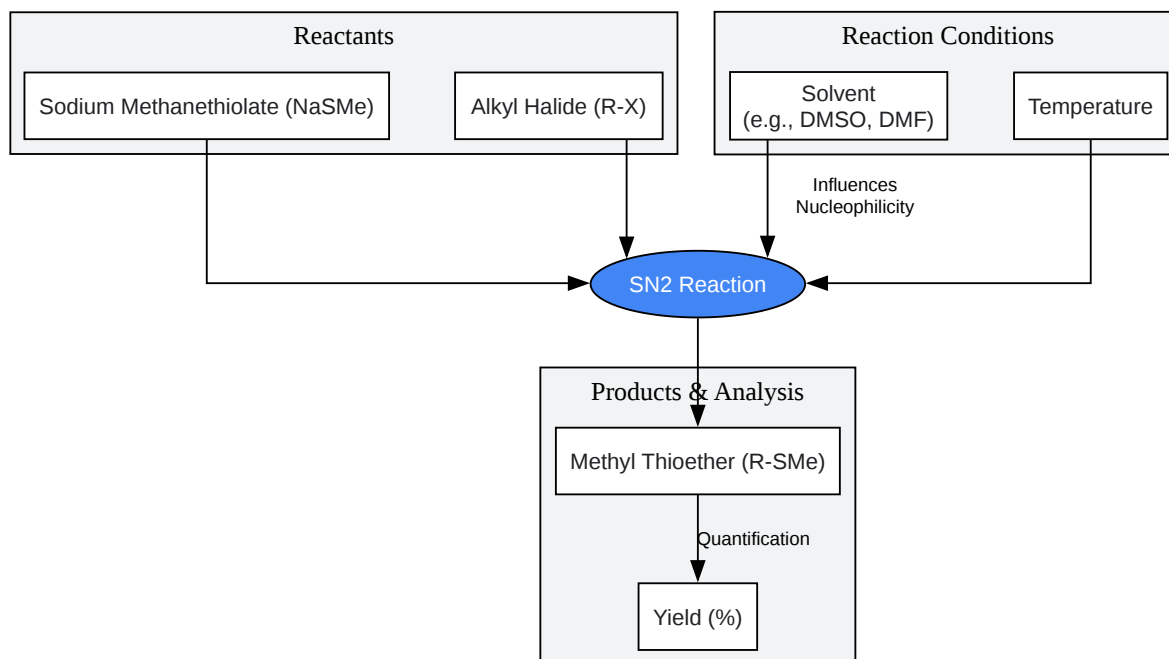 Reactants
Reaction Conditions
Sodium Methanethiolate (NaSMe)
Alkyl Halide (R-X)
Solvent
(e.g., DMSO, DMF)
Temperature
Influences
Nucleophilicity
SN2 Reaction
Products & Analysis
Methyl Thioether (R-SMe)
Quantification
Yield (%)